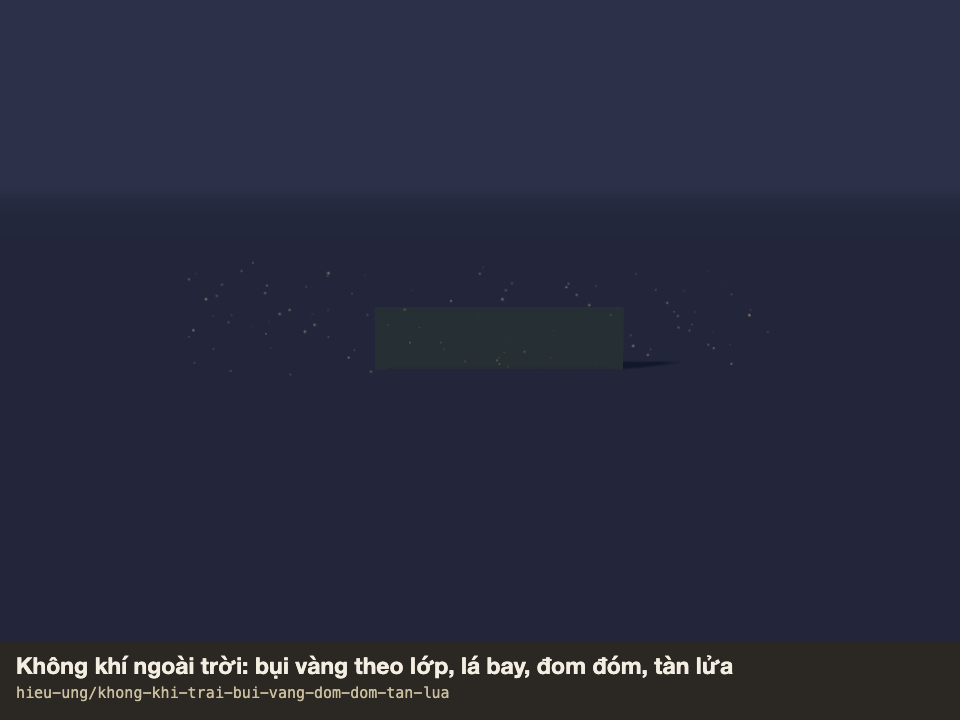 Không khí ngoài trời: bụi vàng theo lớp, lá bay, đom đóm, tàn lửa
hieu-ung/khong-khi-trai-bui-vang-dom-dom-tan-lua